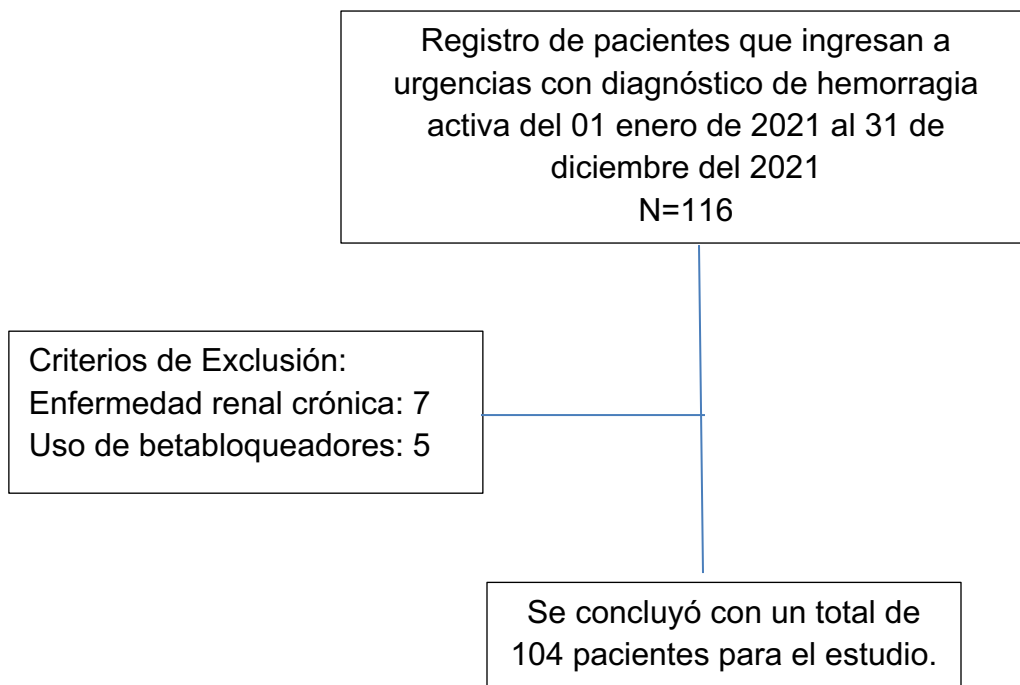 Registro de pacientes que ingresan a
urgencias con diagnóstico de hemorragia
activa del 01 enero de 2021 al 31 de
diciembre del 2021
N=116
Criterios de Exclusión:
Enfermedad renal crónica: 7
Uso de betabloqueadores: 5
Se concluyó con un total de
104 pacientes para el estudio.